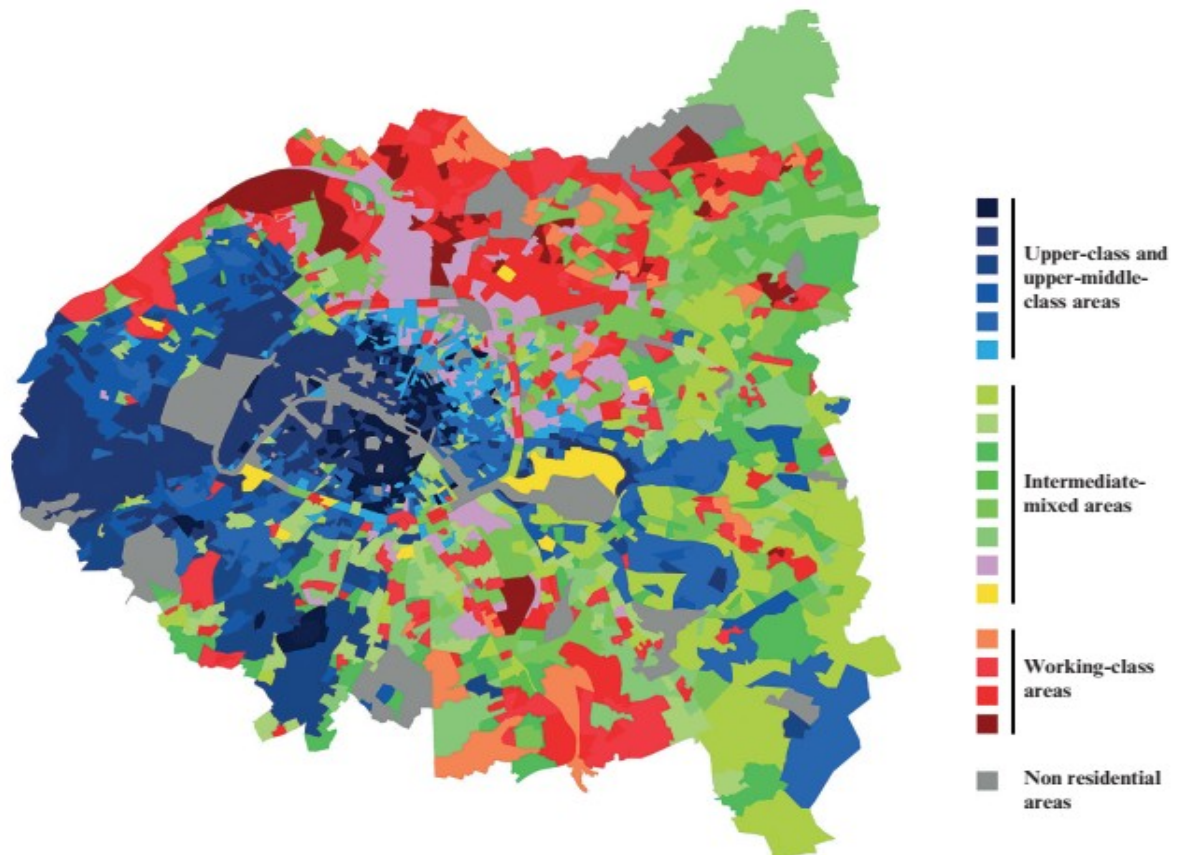 Upper-class and
upper-middle-
class areas
Intermediate-
mixed areas
Working-class
areas
Non residential
areas